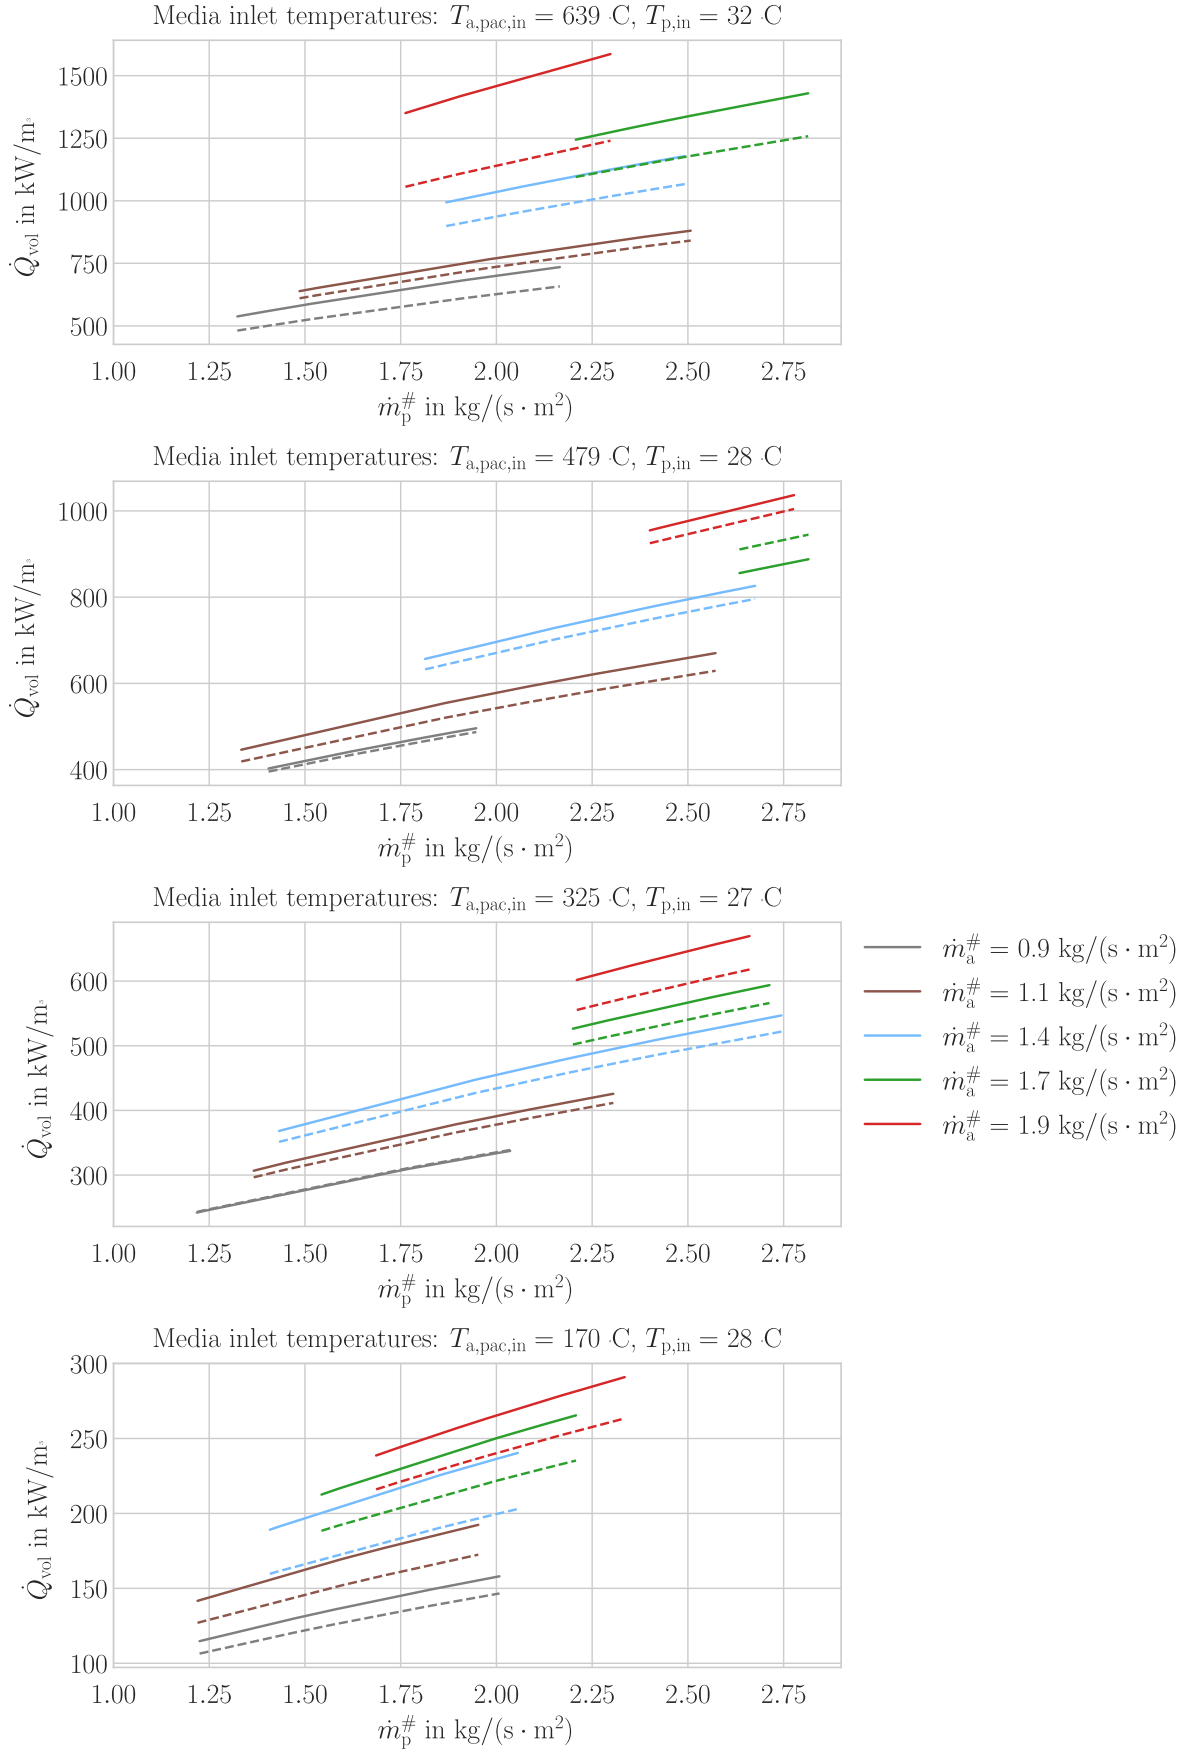 Media inlet temperatures: T_a,pac,in = 639 °C, T_p,in = 32 °C
1500
1250
1000
750
500
Q̇_vol in kW/m³
1.00 1.25 1.50 1.75 2.00 2.25 2.50 2.75
ṁ_p^# in kg/(s · m²)
Media inlet temperatures: T_a,pac,in = 479 °C, T_p,in = 28 °C
1000
800
600
400
Q̇_vol in kW/m³
1.00 1.25 1.50 1.75 2.00 2.25 2.50 2.75
ṁ_p^# in kg/(s · m²)
Media inlet temperatures: T_a,pac,in = 325 °C, T_p,in = 27 °C
600
500
400
300
Q̇_vol in kW/m³
1.00 1.25 1.50 1.75 2.00 2.25 2.50 2.75
ṁ_p^# in kg/(s · m²)
ṁ_a^# = 0.9 kg/(s · m²)
ṁ_a^# = 1.1 kg/(s · m²)
ṁ_a^# = 1.4 kg/(s · m²)
ṁ_a^# = 1.7 kg/(s · m²)
ṁ_a^# = 1.9 kg/(s · m²)
Media inlet temperatures: T_a,pac,in = 170 °C, T_p,in = 28 °C
300
250
200
150
100
Q̇_vol in kW/m³
1.00 1.25 1.50 1.75 2.00 2.25 2.50 2.75
ṁ_p^# in kg/(s · m²)